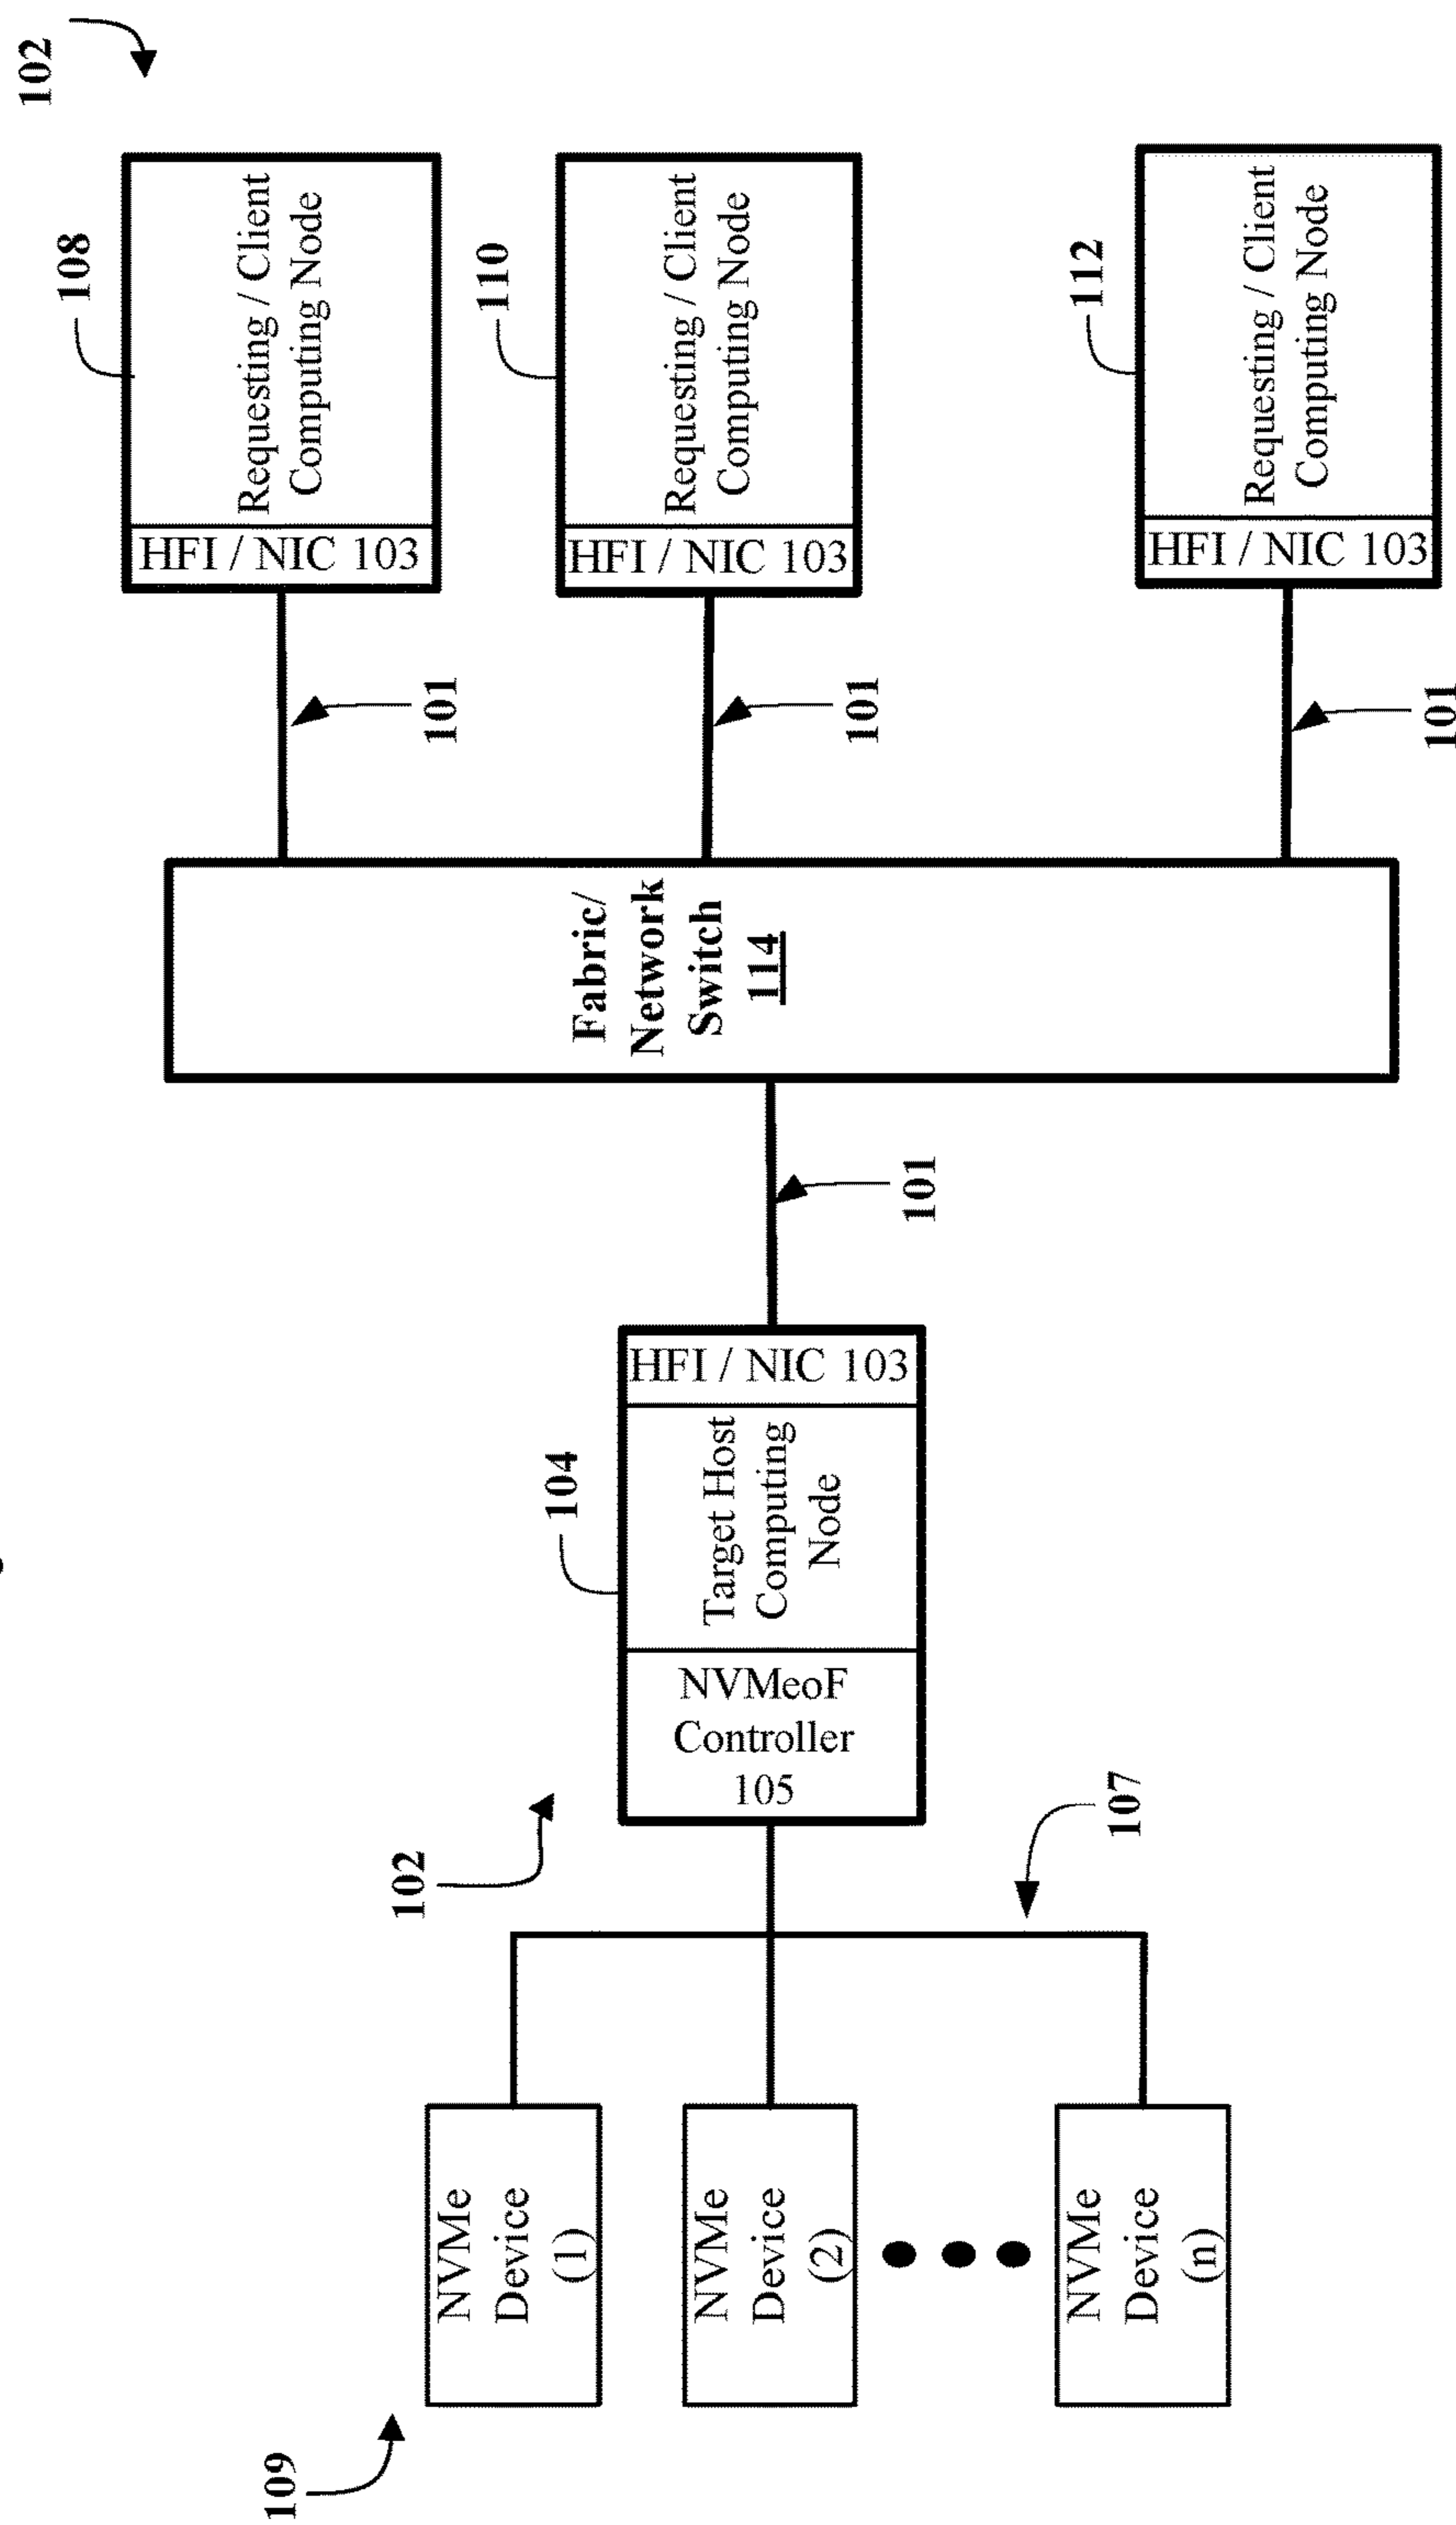 109
NVMe
Device
(1)
NVMe
Device
(2)
NVMe
Device
(n)
102
107
104
NVMeoF
Controller
105
Target Host
Computing
Node
HFI / NIC 103
101
Fabric/
Network
Switch
114
101
101
101
108
HFI / NIC 103
Requesting / Client
Computing Node
110
HFI / NIC 103
Requesting / Client
Computing Node
112
HFI / NIC 103
Requesting / Client
Computing Node
102